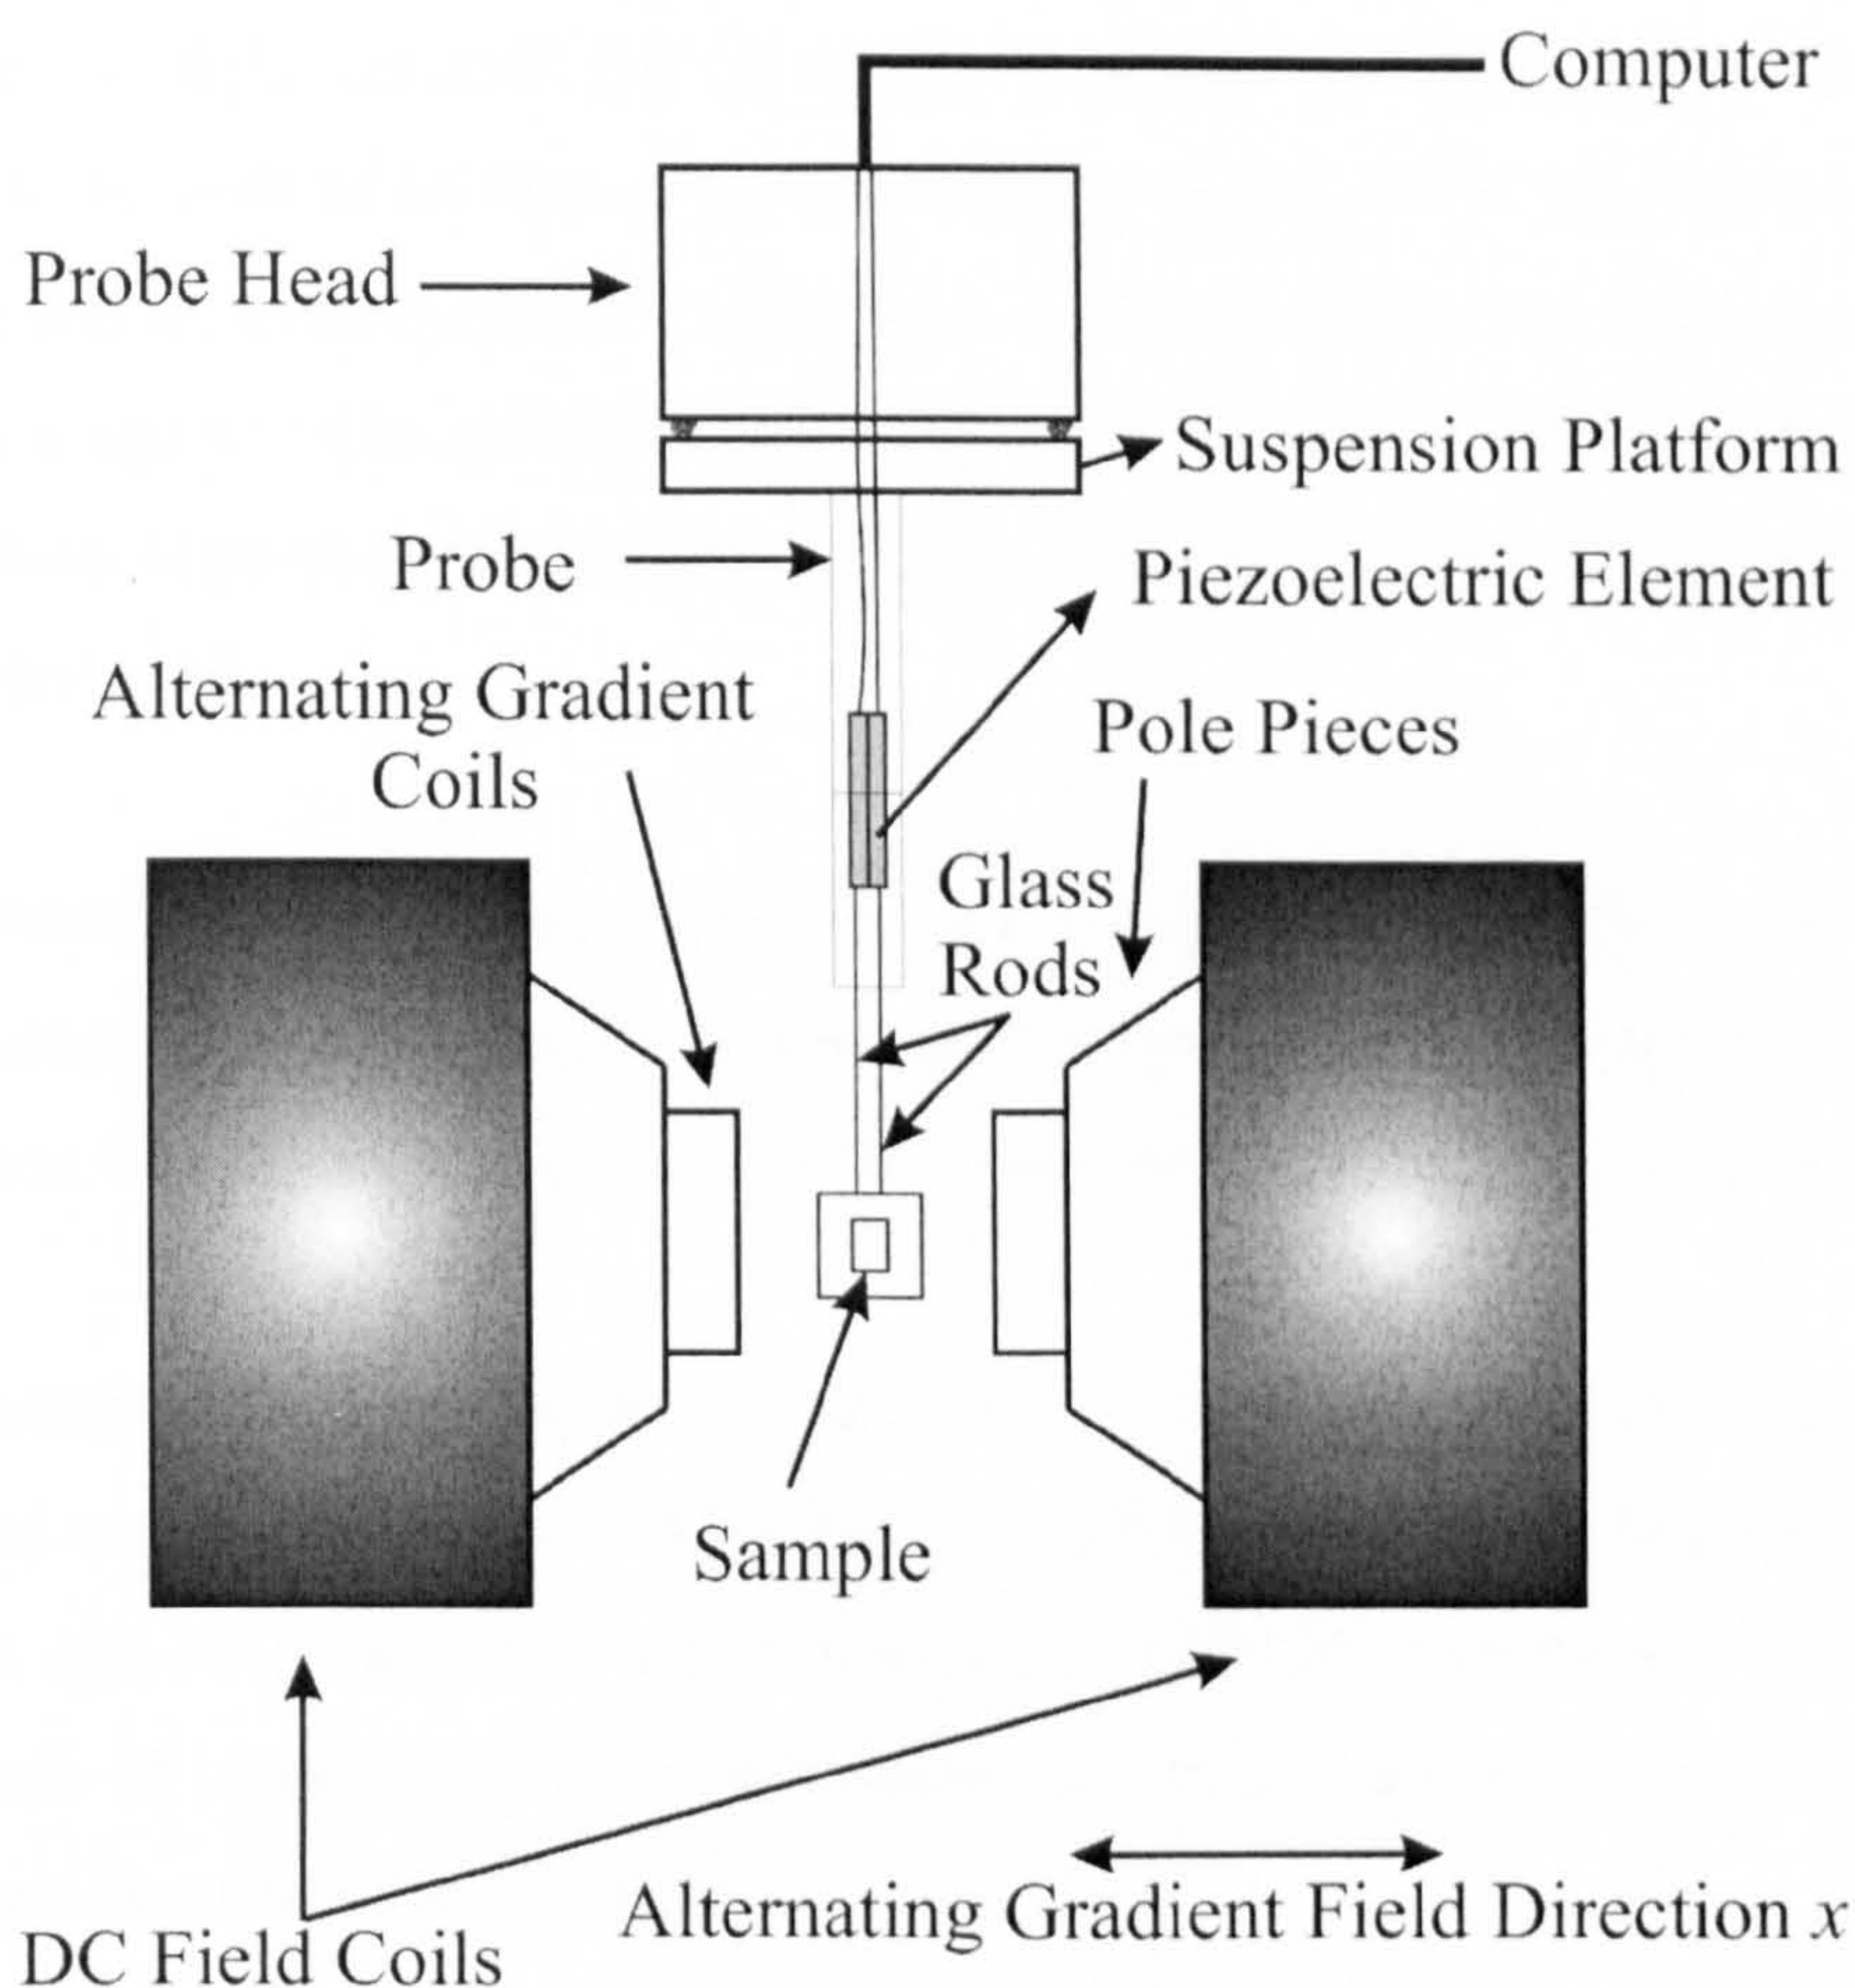 Computer
Probe Head
Suspension Platform
Probe
Piezoelectric Element
Alternating Gradient
Coils
Pole Pieces
Glass
Rods
Sample
Alternating Gradient Field Direction x
DC Field Coils